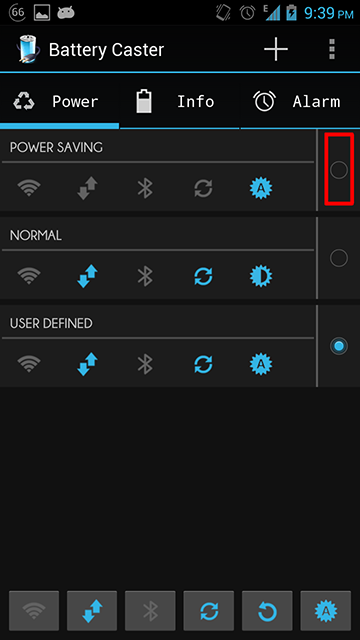 66 E 9:39 PM
Battery Caster
Power Info Alarm
POWER SAVING
A
NORMAL
USER DEFINED
A
A